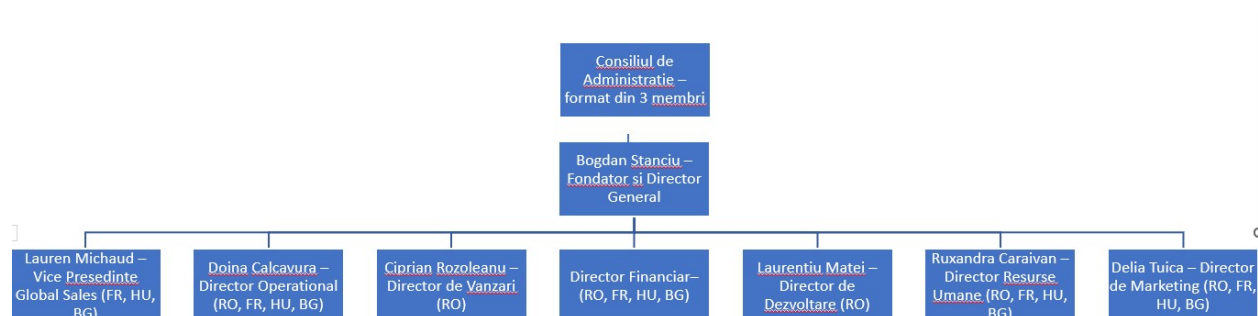 Consiliul de
Administratie –
format din 3 membri
Bogdan Stanciu –
Fondator si Director
General
Lauren Michaud –
Vice Presedinte
Global Sales (FR, HU,
BG)
Doina Calcavura –
Director Operational
(RO, FR, HU, BG)
Ciprian Rozoleanu –
Director de Vanzari
(RO)
Director Financiar–
(RO, FR, HU, BG)
Laurentiu Matei –
Director de
Dezvoltare (RO)
Ruxandra Caraivan –
Director Resurse
Umane (RO, FR, HU,
BG)
Delia Tuica – Director
de Marketing (RO, FR,
HU, BG)